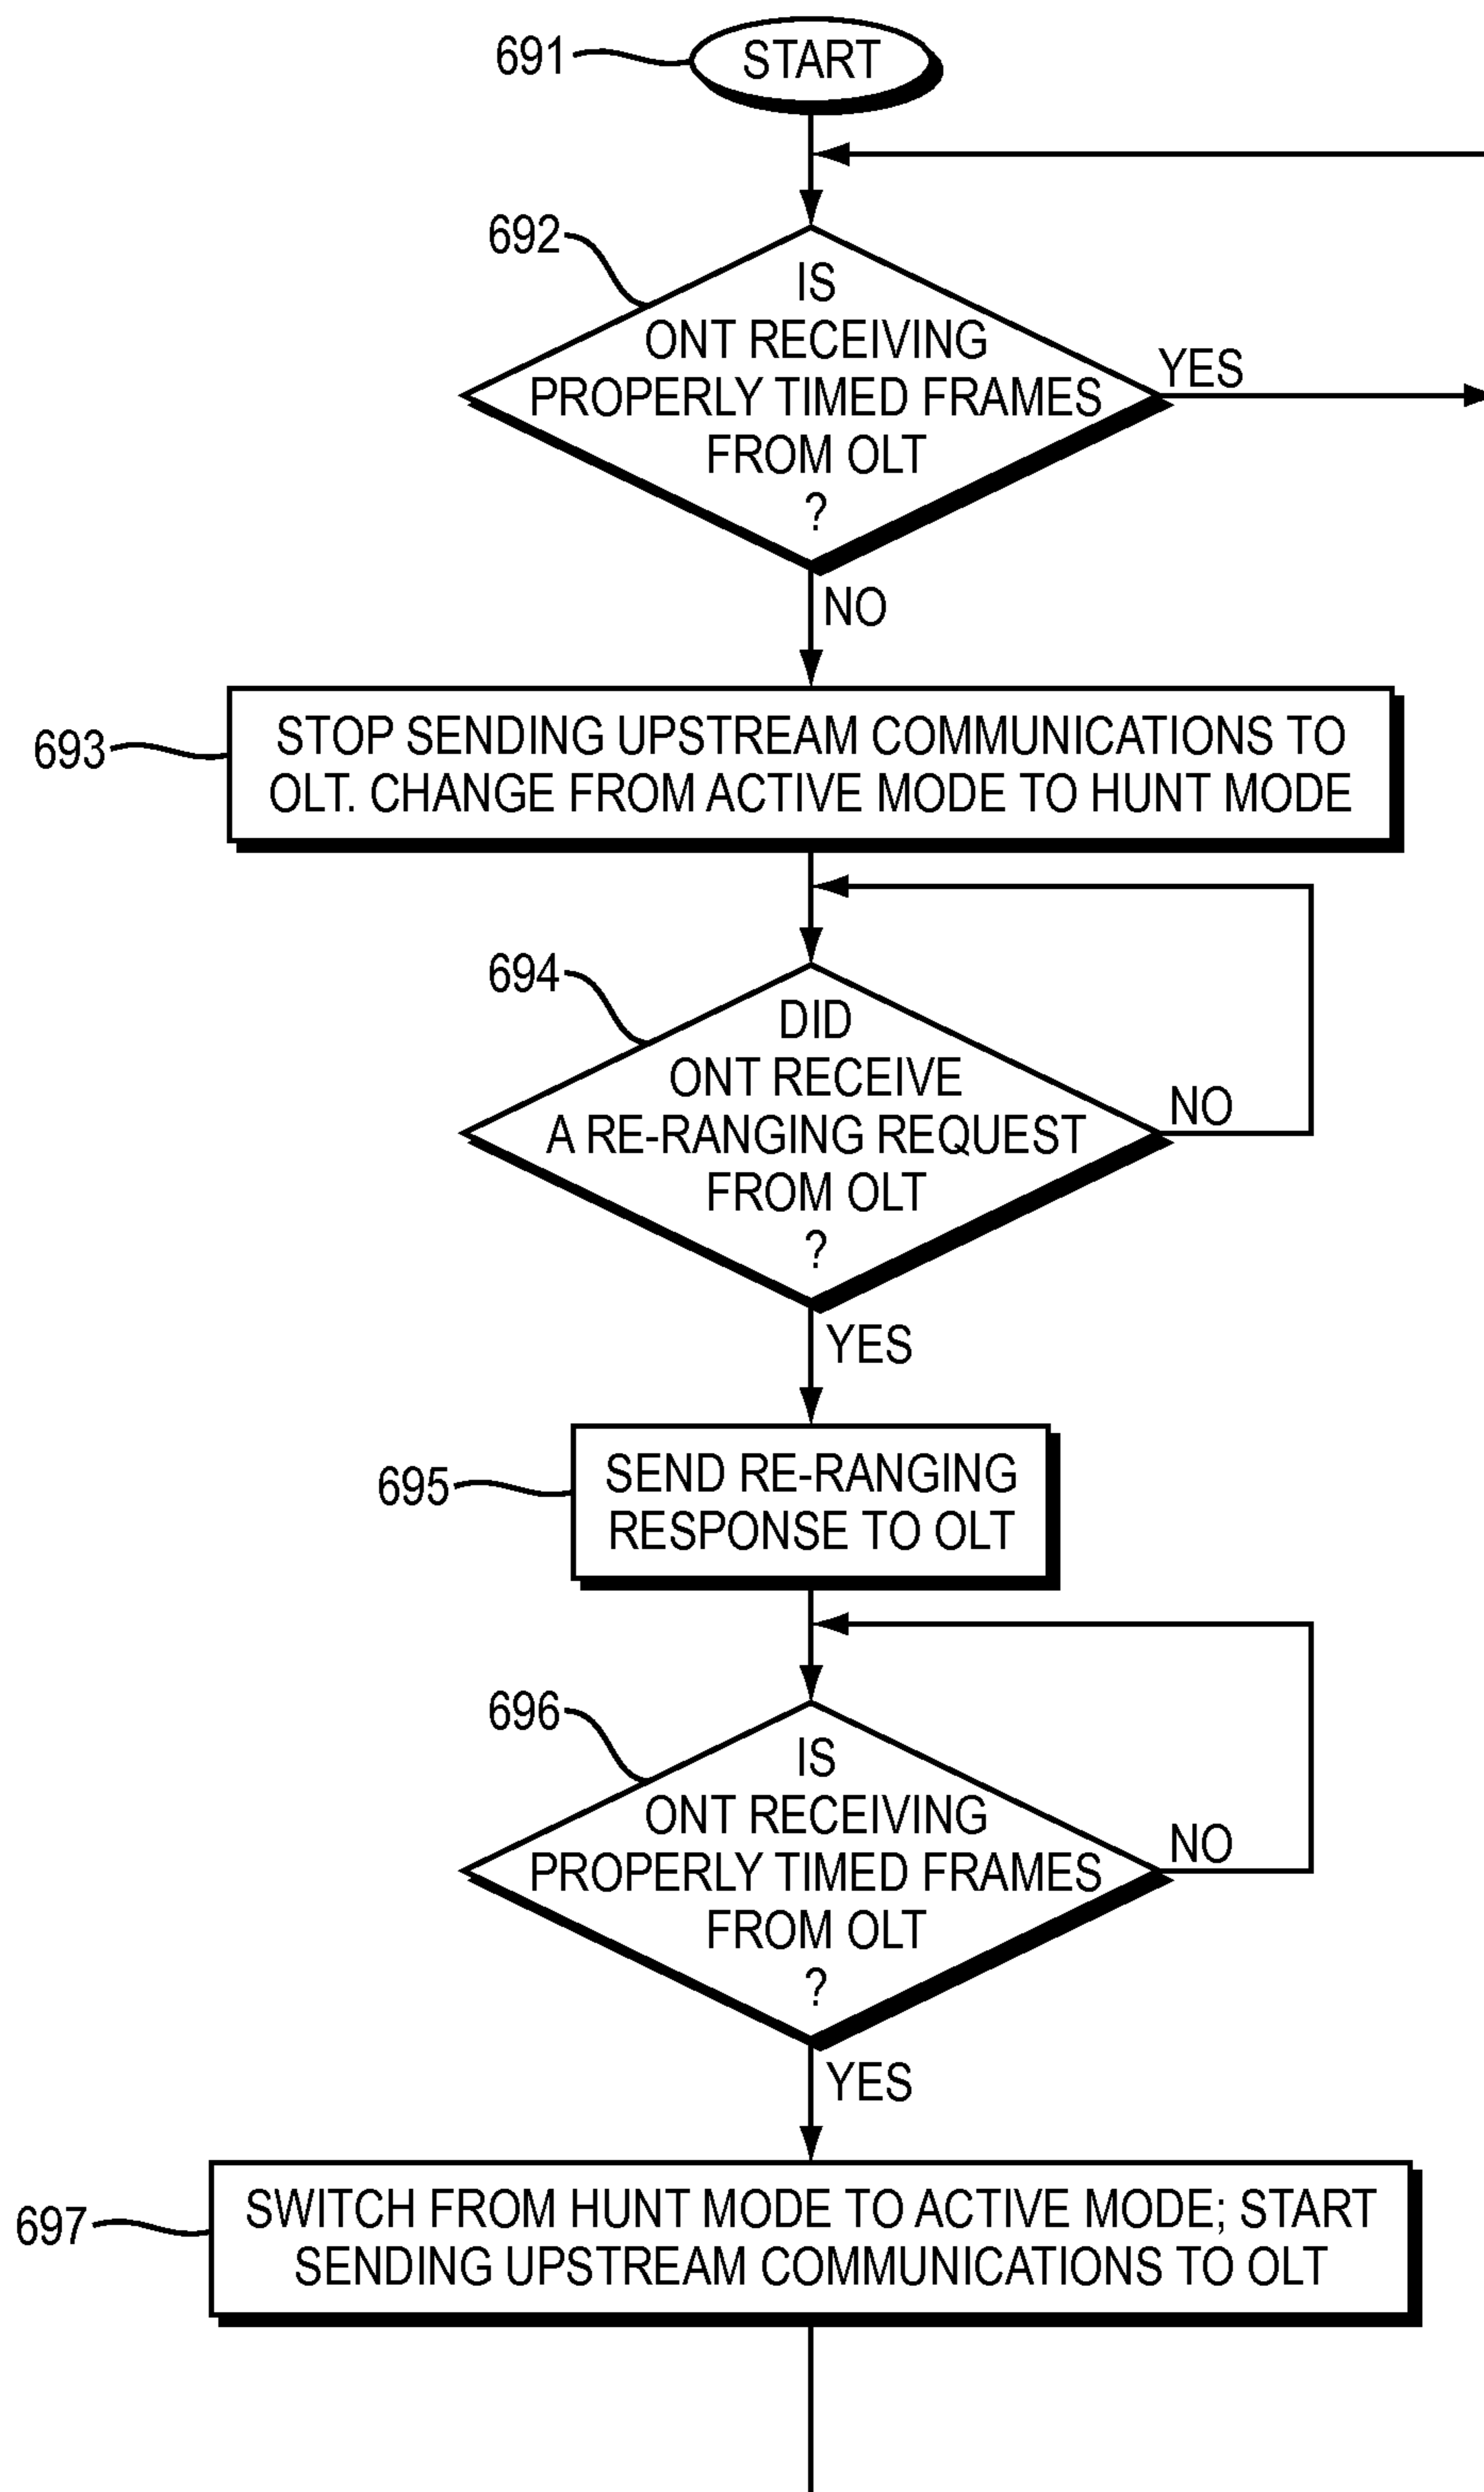 691
START
692
IS
ONT RECEIVING
PROPERLY TIMED FRAMES
FROM OLT
?
YES
NO
693
STOP SENDING UPSTREAM COMMUNICATIONS TO
OLT. CHANGE FROM ACTIVE MODE TO HUNT MODE
694
DID
ONT RECEIVE
A RE-RANGING REQUEST
FROM OLT
?
NO
YES
695
SEND RE-RANGING
RESPONSE TO OLT
696
IS
ONT RECEIVING
PROPERLY TIMED FRAMES
FROM OLT
?
NO
YES
697
SWITCH FROM HUNT MODE TO ACTIVE MODE; START
SENDING UPSTREAM COMMUNICATIONS TO OLT